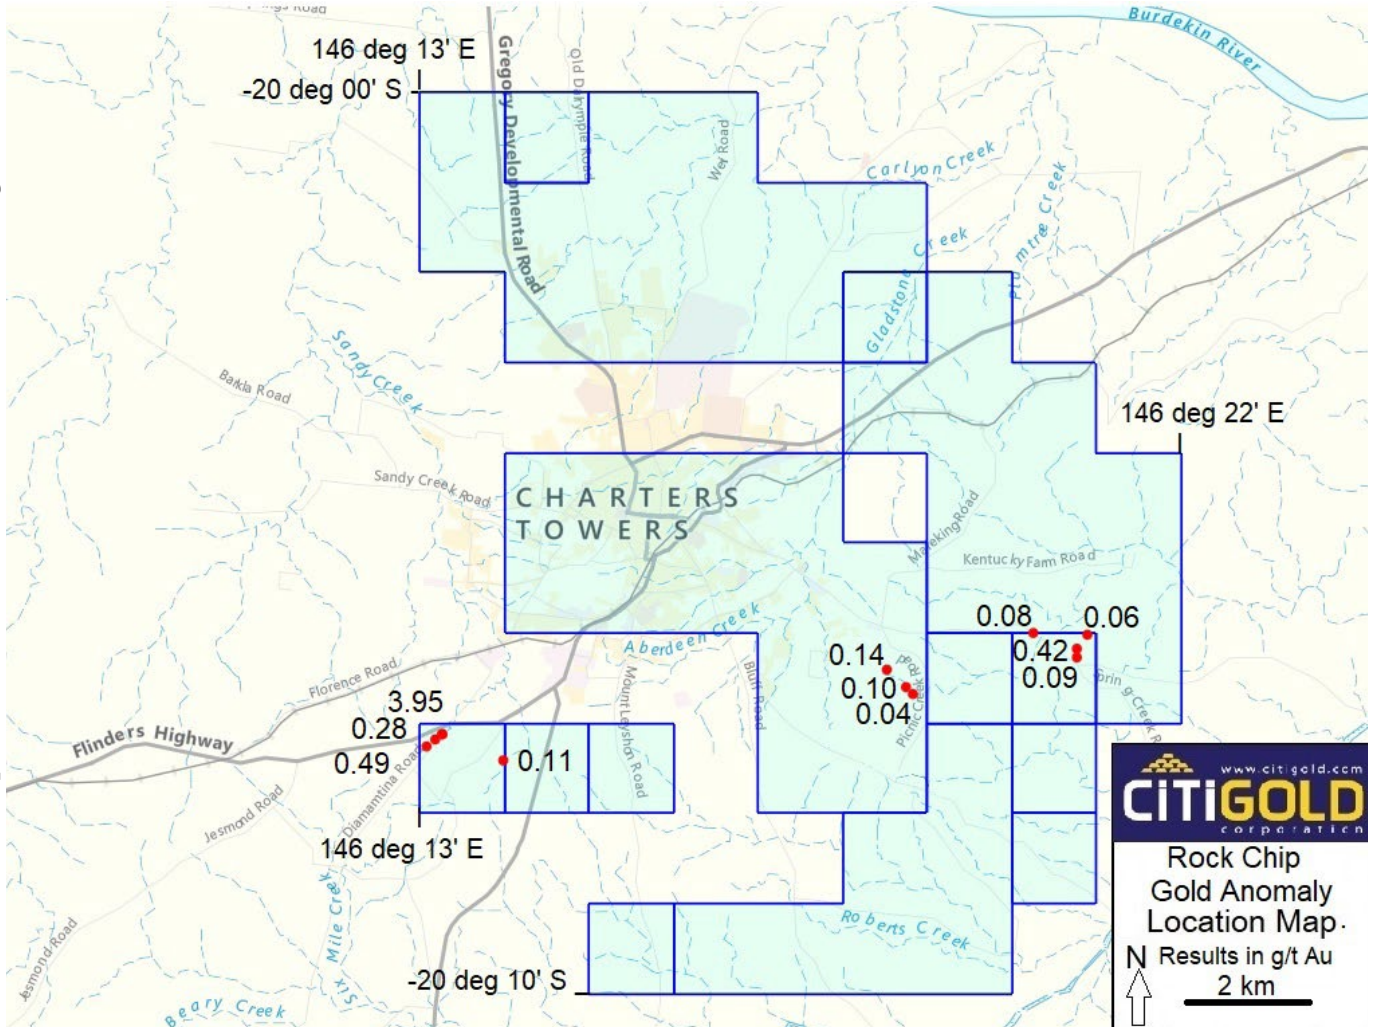 Burdekin River
146 deg 13' E
-20 deg 00' S
Gregory Developmental Road
Old Dalrymple Road
Weir Road
Carlyon Creek
Gladstone Creek
Plumtree Creek
Sandy Creek
Barkla Road
146 deg 22' E
Sandy Creek Road
CHARTERS
TOWERS
Mafeking Road
Kentucky Farm Road
Aberdeen Creek
0.08
0.06
0.14
0.42
0.10
0.09
0.04
Picnic Creek Road
Florence Road
Mount Leyshon Road
Bluff Road
3.95
0.28
0.49
Flinders Highway
0.11
Jesmond Road
Diamantina Road
146 deg 13' E
Six Mile Creek
Roberts Creek
Jesmond Road
-20 deg 10' S
Beary Creek
www.citigold.com
CITIGOLD
corporation
Rock Chip
Gold Anomaly
Location Map.
N Results in g/t Au
2 km